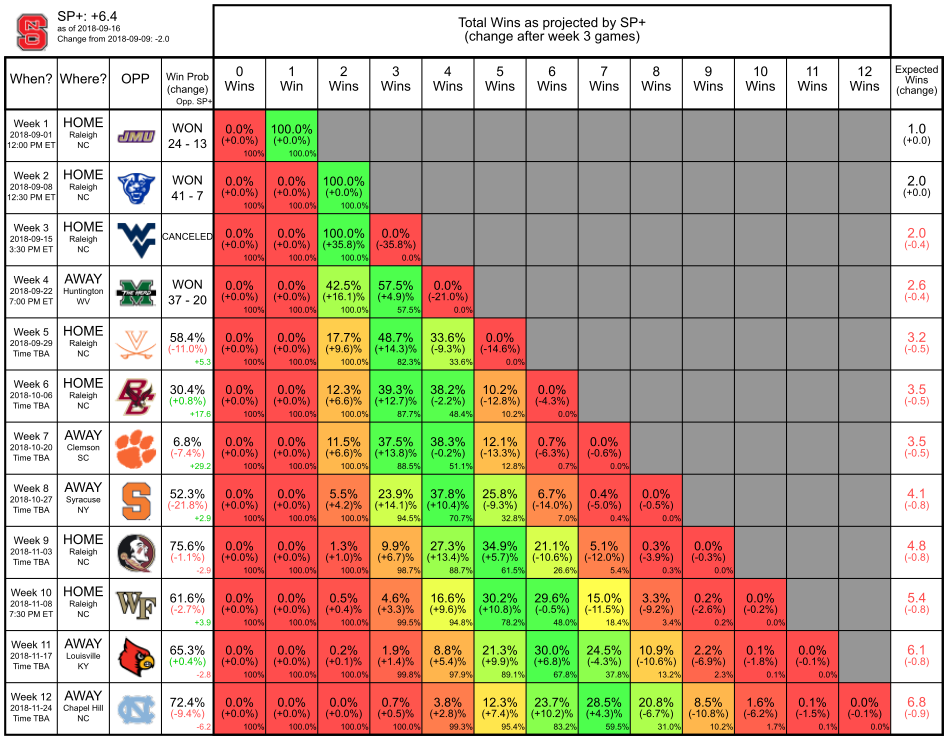 SP+: +6.4
as of 2018-09-16
Change from 2018-09-09: -2.0
Total Wins as projected by SP+
(change after week 3 games)
When? Where? OPP Win Prob (change) Opp. SP+ 0 Wins 1 Win 2 Wins 3 Wins 4 Wins 5 Wins 6 Wins 7 Wins 8 Wins 9 Wins 10 Wins 11 Wins 12 Wins Expected Wins (change)
Week 1 HOME 0.0% 100.0% 1.0
2018-09-01 Raleigh JMU WON (+0.0%) (+0.0%) (+0.0)
12:00 PM ET NC 24 - 13 100% 100.0%
Week 2 HOME 0.0% 0.0% 100.0% 2.0
2018-09-08 Raleigh WON (+0.0%) (+0.0%) (+0.0%) (+0.0)
12:30 PM ET NC 41 - 7 100% 100.0% 100.0%
Week 3 HOME 0.0% 0.0% 100.0% 0.0% 2.0
2018-09-15 Raleigh CANCELED (+0.0%) (+0.0%) (+35.8%) (-35.8%) (-0.4)
3:30 PM ET NC 100% 100.0% 100.0% 0.0%
Week 4 AWAY 0.0% 0.0% 42.5% 57.5% 0.0% 2.6
2018-09-22 Huntington THE HERD WON (+0.0%) (+0.0%) (+16.1%) (+4.9%) (-21.0%) (-0.4)
7:00 PM ET WV 37 - 20 100% 100.0% 100.0% 57.5% 0.0%
Week 5 HOME 58.4% 0.0% 0.0% 17.7% 48.7% 33.6% 0.0% 3.2
2018-09-29 Raleigh (-11.0%) (+0.0%) (+0.0%) (+9.6%) (+14.3%) (-9.3%) (-14.6%) (-0.5)
Time TBA NC +5.3 100% 100.0% 100.0% 82.3% 33.6% 0.0%
Week 6 HOME 30.4% 0.0% 0.0% 12.3% 39.3% 38.2% 10.2% 0.0% 3.5
2018-10-06 Raleigh BC (+0.8%) (+0.0%) (+0.0%) (+6.6%) (+12.7%) (-2.2%) (-12.8%) (-4.3%) (-0.5)
Time TBA NC +17.6 100% 100.0% 100.0% 87.7% 48.4% 10.2% 0.0%
Week 7 AWAY 6.8% 0.0% 0.0% 11.5% 37.5% 38.3% 12.1% 0.7% 0.0% 3.5
2018-10-20 Clemson (-7.4%) (+0.0%) (+0.0%) (+6.6%) (+13.8%) (-0.2%) (-13.3%) (-6.3%) (-0.6%) (-0.5)
Time TBA SC +29.2 100% 100.0% 100.0% 88.5% 51.1% 12.8% 0.7% 0.0%
Week 8 AWAY 52.3% 0.0% 0.0% 5.5% 23.9% 37.8% 25.8% 6.7% 0.4% 0.0% 4.1
2018-10-27 Syracuse S (-21.8%) (+0.0%) (+0.0%) (+4.2%) (+14.1%) (+10.4%) (-9.3%) (-14.0%) (-5.0%) (-0.5%) (-0.8)
Time TBA NY +2.9 100% 100.0% 100.0% 94.5% 70.7% 32.8% 7.0% 0.4% 0.0%
Week 9 HOME 75.6% 0.0% 0.0% 1.3% 9.9% 27.3% 34.9% 21.1% 5.1% 0.3% 0.0% 4.8
2018-11-03 Raleigh (-1.1%) (+0.0%) (+0.0%) (+1.0%) (+6.7%) (+13.4%) (+5.7%) (-10.6%) (-12.0%) (-3.9%) (-0.3%) (-0.8)
Time TBA NC -2.9 100% 100.0% 100.0% 98.7% 88.7% 61.5% 26.6% 5.4% 0.3% 0.0%
Week 10 HOME 61.6% 0.0% 0.0% 0.5% 4.6% 16.6% 30.2% 29.6% 15.0% 3.3% 0.2% 0.0% 5.4
2018-11-08 Raleigh WF (-2.7%) (+0.0%) (+0.0%) (+0.4%) (+3.3%) (+9.6%) (+10.8%) (-0.5%) (-11.5%) (-9.2%) (-2.6%) (-0.2%) (-0.8)
7:30 PM ET NC +3.9 100% 100.0% 100.0% 99.5% 94.8% 78.2% 48.0% 18.4% 3.4% 0.2% 0.0%
Week 11 AWAY 65.3% 0.0% 0.0% 0.2% 1.9% 8.8% 21.3% 30.0% 24.5% 10.9% 2.2% 0.1% 0.0% 6.1
2018-11-17 Louisville (+0.4%) (+0.0%) (+0.0%) (+0.1%) (+1.4%) (+5.4%) (+9.9%) (+6.8%) (-4.3%) (-10.6%) (-6.9%) (-1.8%) (-0.1%) (-0.8)
Time TBA KY -2.8 100% 100.0% 100.0% 99.8% 97.9% 89.1% 67.8% 37.8% 13.2% 2.3% 0.1% 0.0%
Week 12 AWAY 72.4% 0.0% 0.0% 0.0% 0.7% 3.8% 12.3% 23.7% 28.5% 20.8% 8.5% 1.6% 0.1% 0.0% 6.8
2018-11-24 Chapel Hill NC (-9.4%) (+0.0%) (+0.0%) (+0.0%) (+0.5%) (+2.8%) (+7.4%) (+10.2%) (+4.3%) (-6.7%) (-10.8%) (-6.2%) (-1.5%) (-0.1%) (-0.9)
Time TBA NC -6.2 100% 100.0% 100.0% 100.0% 99.3% 95.4% 83.2% 59.5% 31.0% 10.2% 1.7% 0.1% 0.0%